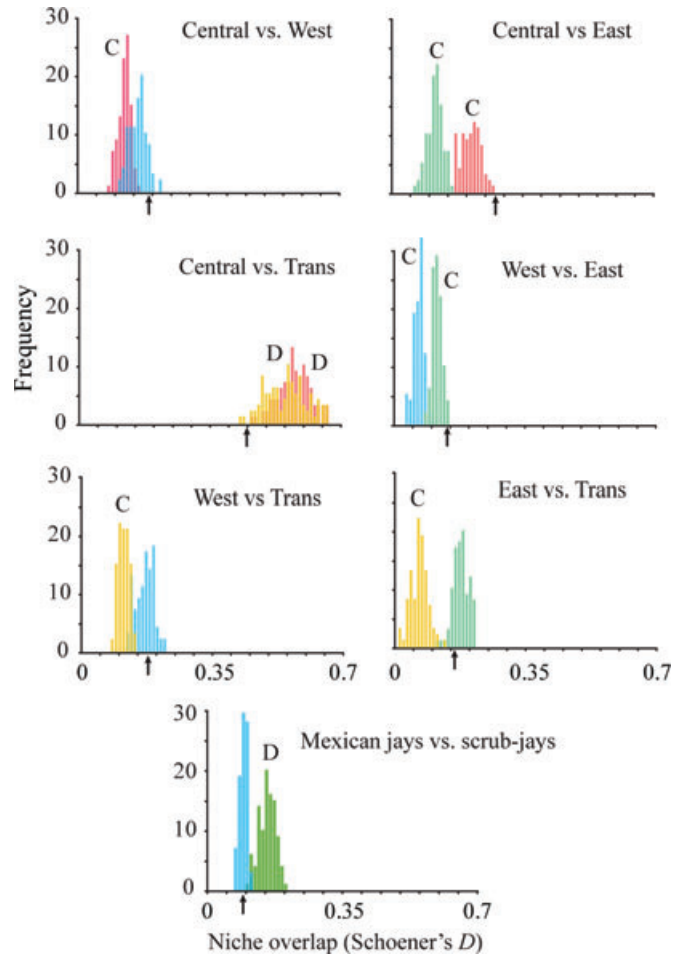 30
20
10
0
C
Central vs. West
C
C
Central vs East
Frequency
30
20
10
0
Central vs. Trans
D
D
C
C
West vs. East
30
20
10
0
C
West vs Trans
0
0.35
0.7
C
East vs. Trans
0
0.35
0.7
30
20
10
0
D
Mexican jays vs. scrub-jays
0
0.35
0.7
Niche overlap (Schoener's D)